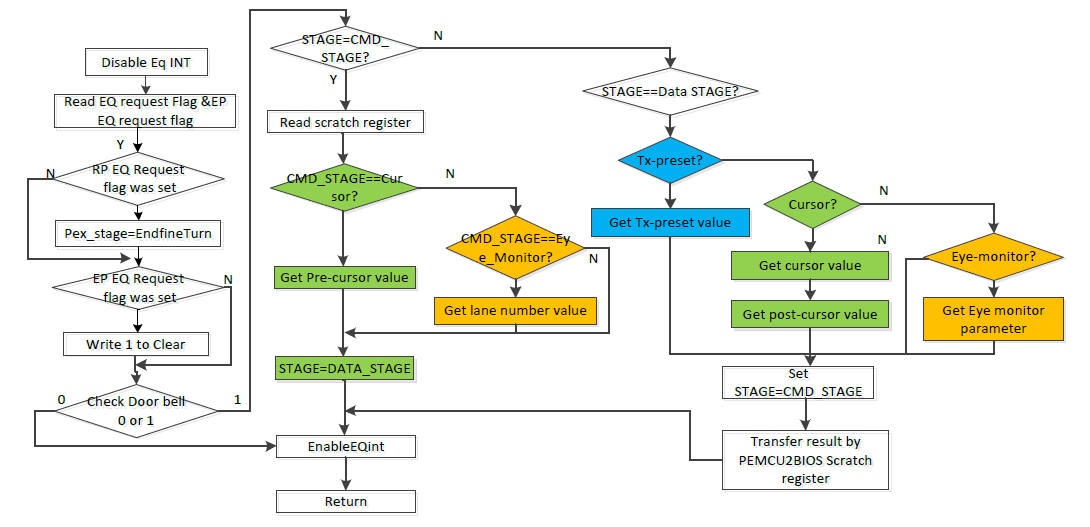 Disable Eq INT
Read EQ request Flag &EP
EQ request flag
Y
N
RP EQ Request
flag was set
Pex_stage=EndfineTurn
EP EQ Request
flag was set
N
Write 1 to Clear
0
Check Door bell
0 or 1
1
STAGE=CMD_
STAGE?
N
Y
Read scratch register
CMD_STAGE==Cur
sor?
N
Get Pre-cursor value
CMD_STAGE==Ey
e_Monitor?
N
Get lane number value
STAGE=DATA_STAGE
EnableEQint
Return
STAGE==Data STAGE?
Tx-preset?
Get Tx-preset value
Cursor?
N
N
Get cursor value
Get post-cursor value
Eye-monitor?
Get Eye monitor
parameter
Set
STAGE=CMD_STAGE
Transfer result by
PEMCU2BIOS Scratch
register